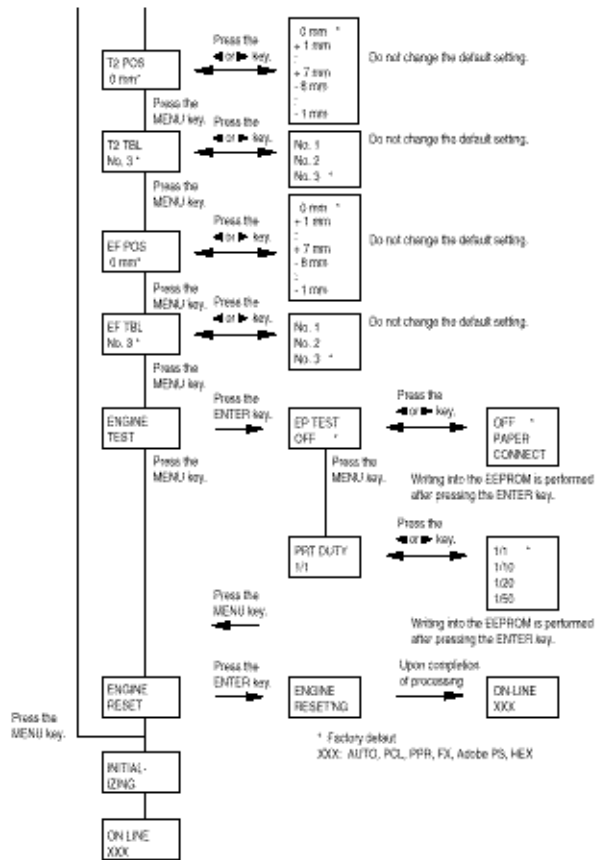 Press the
◀ or ▶ key.
T2 POS
0 mm*
0 mm *
+ 1 mm
:
+ 7 mm
- 8 mm
:
- 1 mm
Do not change the default setting.
Press the
MENU key.
Press the
◀ or ▶ key.
T2 TBL
No. 3 *
No. 1
No. 2
No. 3 *
Do not change the default setting.
Press the
MENU key.
Press the
◀ or ▶ key.
EF POS
0 mm*
0 mm *
+ 1 mm
:
+ 7 mm
- 8 mm
:
- 1 mm
Do not change the default setting.
Press the
MENU key.
Press the
◀ or ▶ key.
EF TBL
No. 3 *
No. 1
No. 2
No. 3 *
Do not change the default setting.
Press the
MENU key.
ENGINE
TEST
Press the
ENTER key.
EP TEST
OFF *
Press the
◀ or ▶ key.
OFF *
PAPER
CONNECT
Press the
MENU key.
Press the
MENU key.
Writing into the EEPROM is performed
after pressing the ENTER key.
PRT DUTY
1/1
Press the
◀ or ▶ key.
1/1 *
1/10
1/20
1/50
Writing into the EEPROM is performed
after pressing the ENTER key.
Press the
MENU key.
ENGINE
RESET
Press the
ENTER key.
ENGINE
RESET'NG
Upon completion
of processing
ON-LINE
XXX
Press the
MENU key.
* Factory defaut
XXX: AUTO, PCL, PPR, FX, Adobe PS, HEX
INITIAL-
IZING
ON LINE
XXX